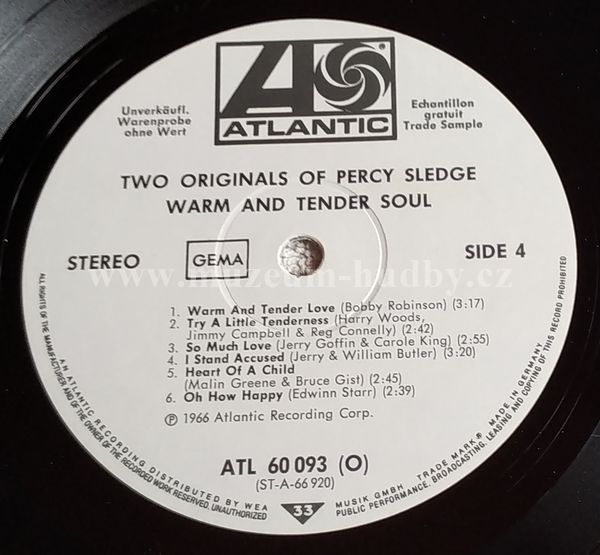 ATLANTIC
Unverkäufl.
Warenprobe
ohne Wert
Echantillon
gratuit
Trade Sample
TWO ORIGINALS OF PERCY SLEDGE
WARM AND TENDER SOUL
STEREO
GEMA
SIDE 4
www.muzeum-hudby.cz
1. Warm And Tender Love (Bobby Robinson) (3:17)
2. Try A Little Tenderness (Harry Woods,
Jimmy Campbell & Reg Connelly) (2:42)
3. So Much Love (Jerry Goffin & Carole King) (2:55)
4. I Stand Accused (Jerry & William Butler) (3:20)
5. Heart Of A Child
(Malin Greene & Bruce Gist) (2:45)
6. Oh How Happy (Edwinn Starr) (2:39)
℗ 1966 Atlantic Recording Corp.
ATL 60 093 (O)
(ST-A-66 920)
33
AN ATLANTIC RECORDING DISTRIBUTED BY WEA MUSIK GMBH TRADE MARK® MADE IN GERMANY
ALL RIGHTS OF THE MANUFACTURER AND OF THE OWNER OF THE RECORDED WORK RESERVED. UNAUTHORIZED PUBLIC PERFORMANCE, BROADCASTING, LEASING AND COPYING OF THIS RECORD PROHIBITED